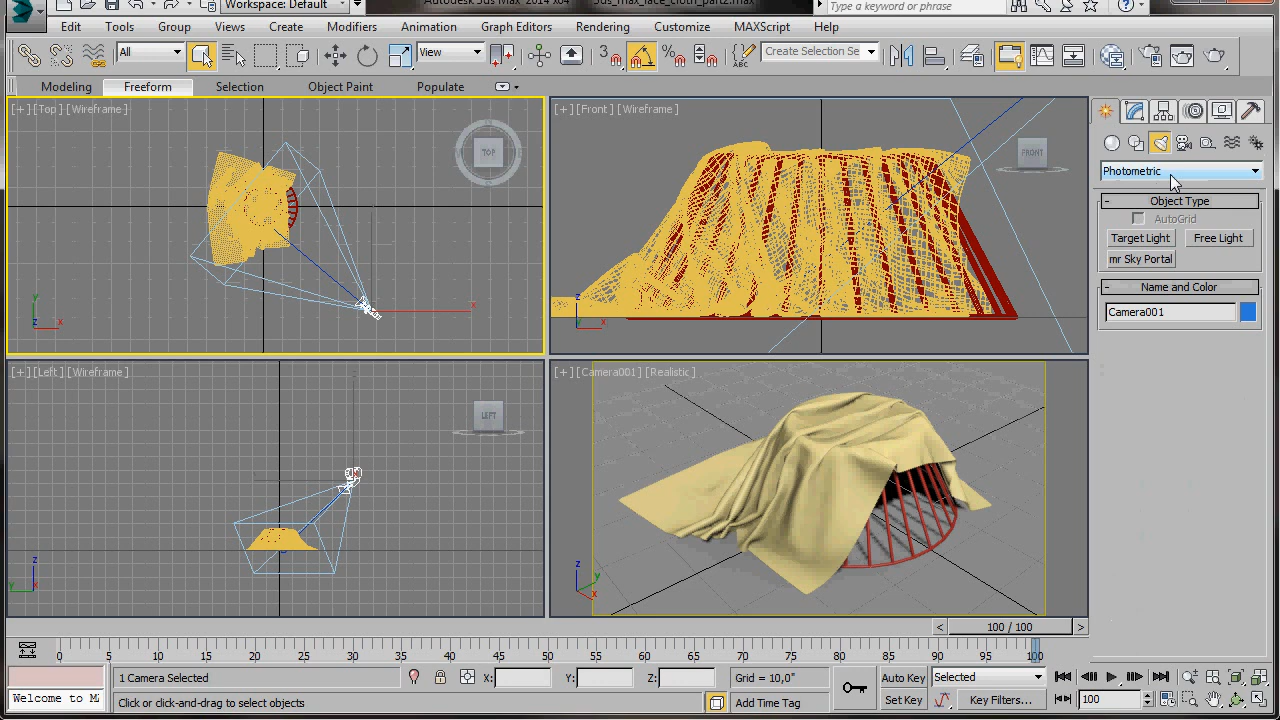 Autodesk 3ds Max 2014 x64 3ds_max_lace_cloth_part2.max
Workspace: Default
Type a keyword or phrase
Edit Tools Group Views Create Modifiers Animation Graph Editors Rendering Customize MAXScript Help
All
View
3
Create Selection Se
Modeling Freeform Selection Object Paint Populate
[+][Top][Wireframe]
TOP
[+][Front][Wireframe]
FRONT
Photometric
Object Type
AutoGrid
Target Light Free Light
mr Sky Portal
Name and Color
Camera001
[+][Left][Wireframe]
LEFT
[+][Camera001][Realistic]
100 / 100
0 5 10 15 20 25 30 35 40 45 50 55 60 65 70 75 80 85 90 95 100
1 Camera Selected
X: Y: Z:
Grid = 10,0"
Auto Key
Selected
Welcome to M
Click or click-and-drag to select objects
Add Time Tag
Set Key
Key Filters...
100